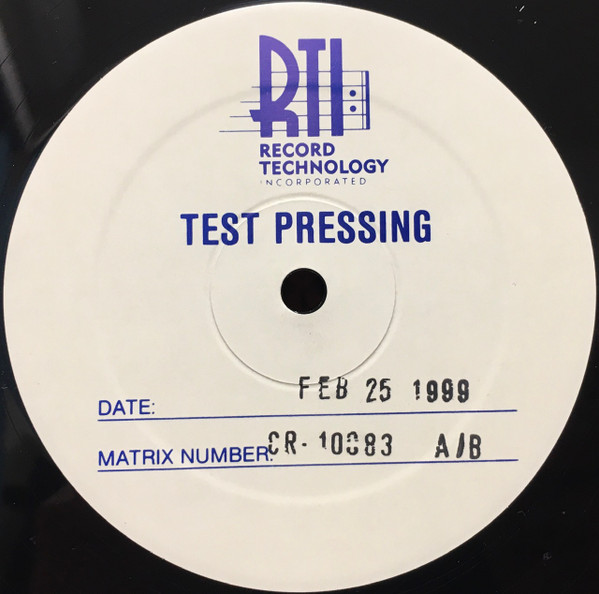 RTI
RECORD
TECHNOLOGY
INCORPORATED
TEST PRESSING
DATE: FEB 25 1999
MATRIX NUMBER: CR-10083 A/B